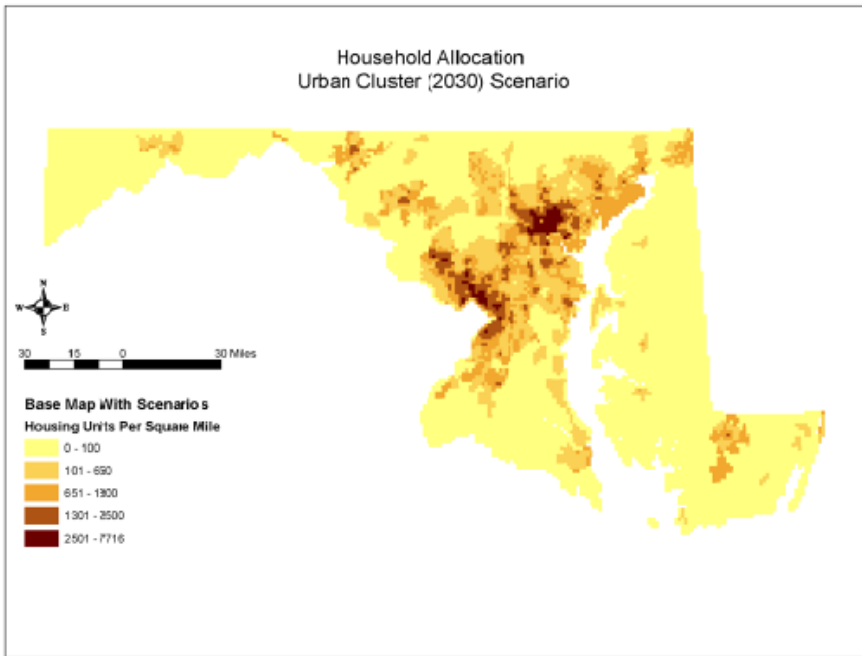 Household Allocation
Urban Cluster (2030) Scenario
N
W E
S
30 15 0 30 Miles
Base Map With Scenarios
Housing Units Per Square Mile
0 - 100
101 - 650
651 - 1300
1301 - 2500
2501 - 7716